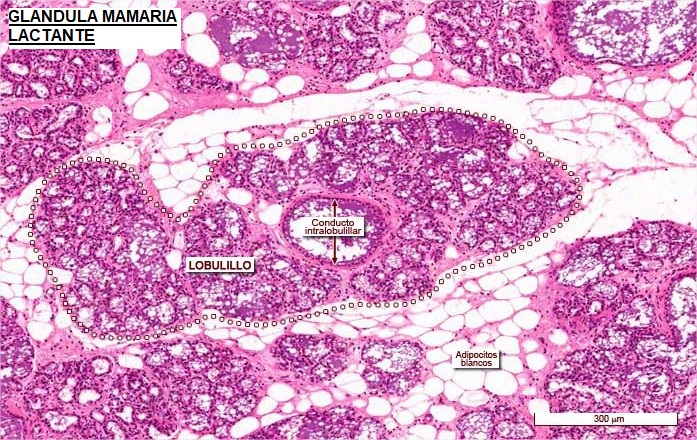 GLANDULA MAMARIA
LACTANTE
Conducto
intralobulillar
LOBULILLO
Adipocitos
blancos
300 µm